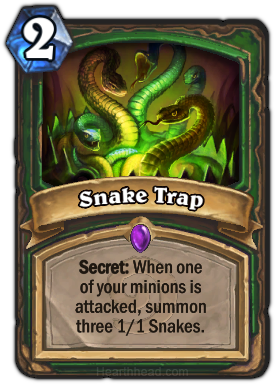 2
Snake Trap
Secret: When one
of your minions is
attacked, summon
three 1/1 Snakes.
Hearthhead.com